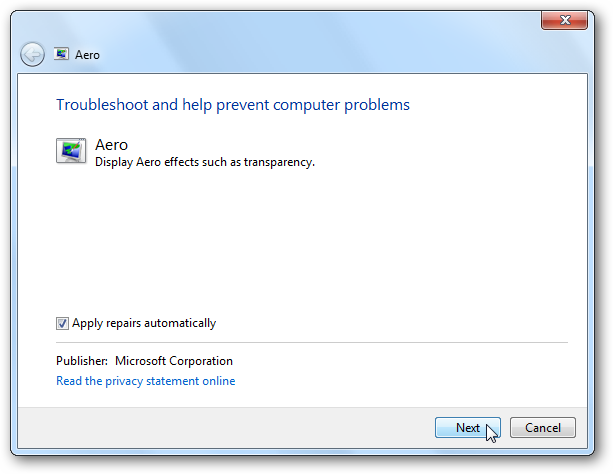 Aero
Troubleshoot and help prevent computer problems
Aero
Display Aero effects such as transparency.
Apply repairs automatically
Publisher: Microsoft Corporation
Read the privacy statement online
Next Cancel